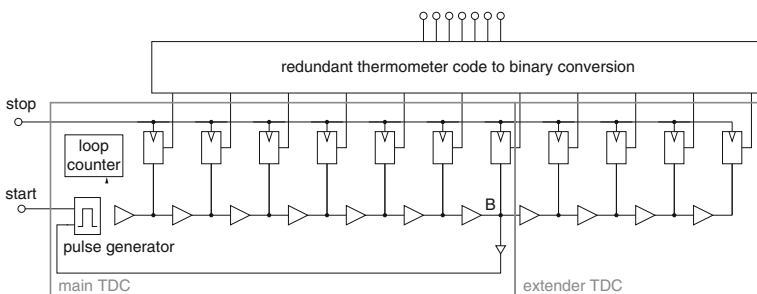 redundant thermometer code to binary conversion
stop
loop
counter
start
B
pulse generator
main TDC
extender TDC